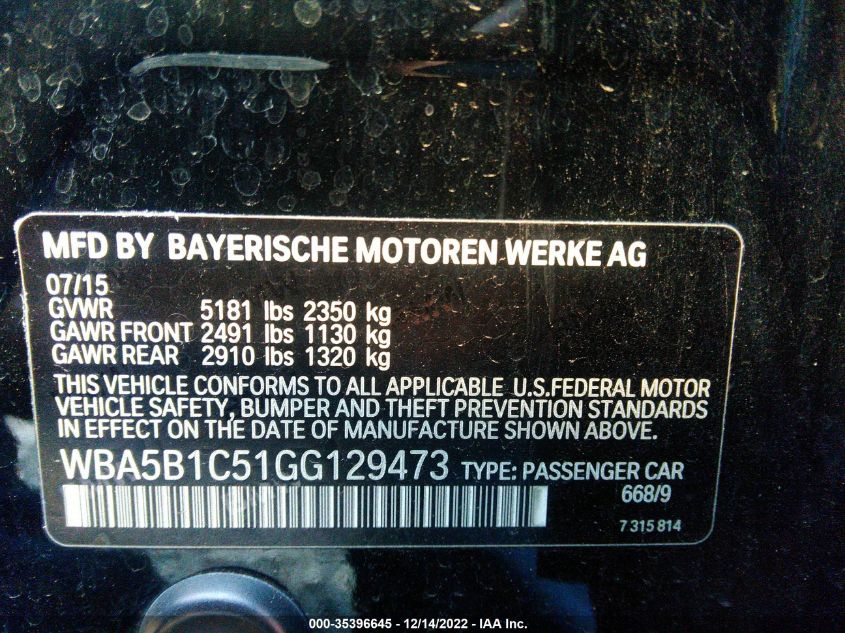 MFD BY BAYERISCHE MOTOREN WERKE AG
07/15
GVWR 5181 lbs 2350 kg
GAWR FRONT 2491 lbs 1130 kg
GAWR REAR 2910 lbs 1320 kg
THIS VEHICLE CONFORMS TO ALL APPLICABLE U.S.FEDERAL MOTOR
VEHICLE SAFETY, BUMPER AND THEFT PREVENTION STANDARDS
IN EFFECT ON THE DATE OF MANUFACTURE SHOWN ABOVE.
WBA5B1C51GG129473 TYPE: PASSENGER CAR
668/9
7 315 814
000-35396645 - 12/14/2022 - IAA Inc.